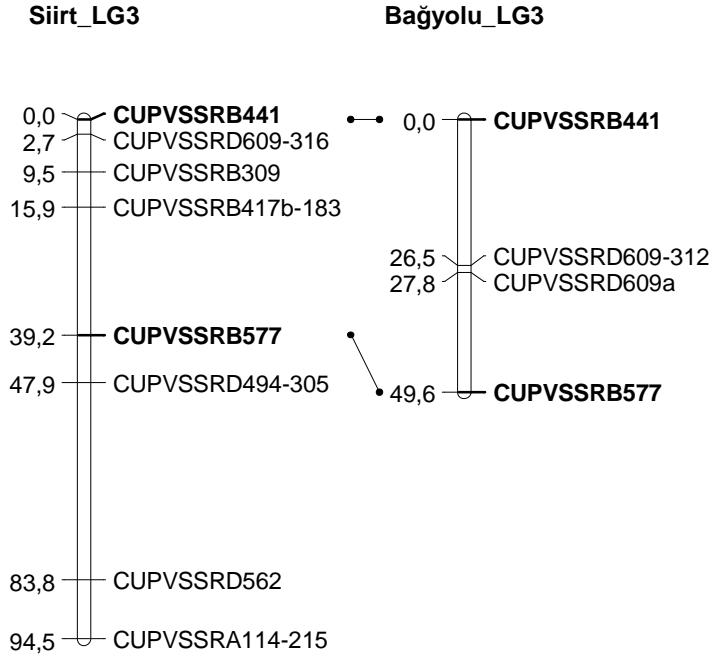 Siirt_LG3
0,0 CUPVSSRB441
2,7 CUPVSSRD609-316
9,5 CUPVSSRB309
15,9 CUPVSSRB417b-183
39,2 CUPVSSRB577
47,9 CUPVSSRD494-305
83,8 CUPVSSRD562
94,5 CUPVSSRA114-215
Bağyolu_LG3
0,0 CUPVSSRB441
26,5 CUPVSSRD609-312
27,8 CUPVSSRD609a
49,6 CUPVSSRB577